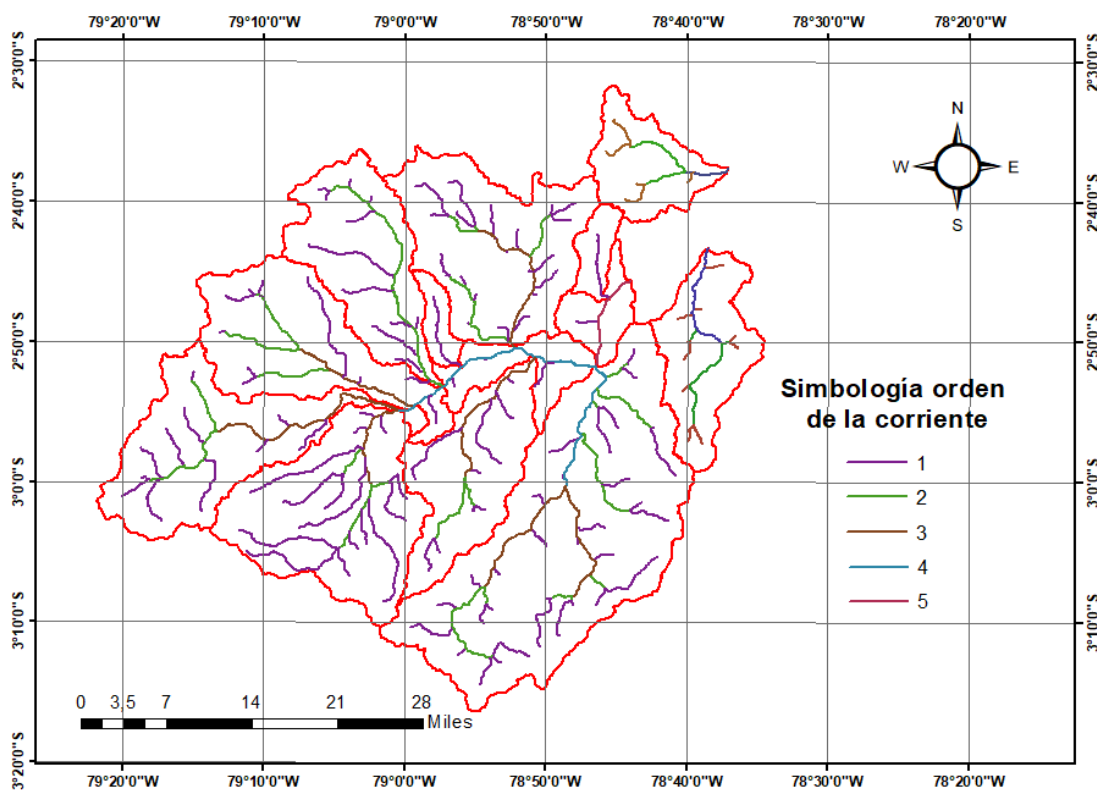 79°20'0"W 79°10'0"W 79°0'0"W 78°50'0"W 78°40'0"W 78°30'0"W 78°20'0"W
2°30'0"S 2°30'0"S
N
W E
S
2°40'0"S 2°40'0"S
2°50'0"S 2°50'0"S
Simbología orden
de la corriente
1
2
3
4
5
3°0'0"S 3°0'0"S
3°10'0"S 3°10'0"S
0 3,5 7 14 21 28
Miles
3°20'0"S
79°20'0"W 79°10'0"W 79°0'0"W 78°50'0"W 78°40'0"W 78°30'0"W 78°20'0"W